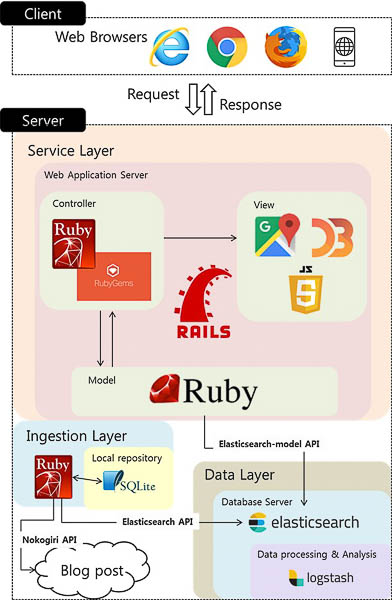 Client
Web Browsers
Request
Response
Server
Service Layer
Web Application Server
Controller
View
Ruby
RubyGems
G
D3
JS
5
RAILS
Model
Ruby
Elasticsearch-model API
Ingestion Layer
Local repository
Ruby
SQLite
Data Layer
Database Server
Elasticsearch API
elasticsearch
Nokogiri API
Data processing & Analysis
Blog post
logstash